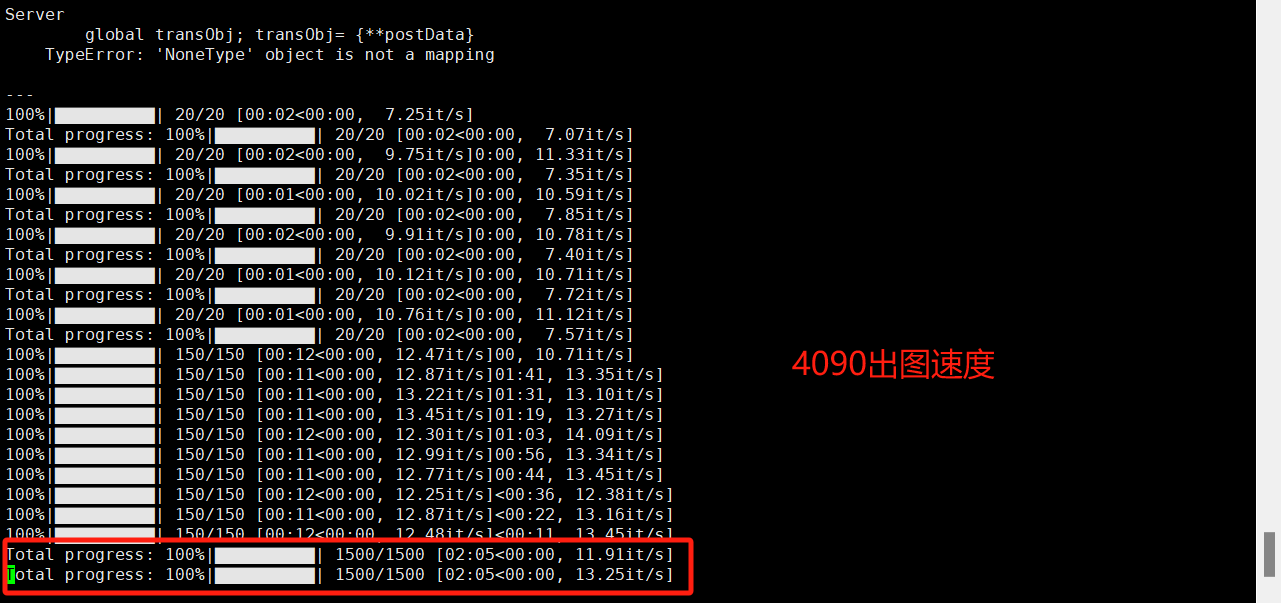 Server
global transObj; transObj= {**postData}
TypeError: 'NoneType' object is not a mapping
---
100%|██████████| 20/20 [00:02<00:00,  7.25it/s]
Total progress: 100%|██████████| 20/20 [00:02<00:00,  7.07it/s]
100%|██████████| 20/20 [00:02<00:00,  9.75it/s]0:00, 11.33it/s]
Total progress: 100%|██████████| 20/20 [00:02<00:00,  7.35it/s]
100%|██████████| 20/20 [00:01<00:00, 10.02it/s]0:00, 10.59it/s]
Total progress: 100%|██████████| 20/20 [00:02<00:00,  7.85it/s]
100%|██████████| 20/20 [00:02<00:00,  9.91it/s]0:00, 10.78it/s]
Total progress: 100%|██████████| 20/20 [00:02<00:00,  7.40it/s]
100%|██████████| 20/20 [00:01<00:00, 10.12it/s]0:00, 10.71it/s]
Total progress: 100%|██████████| 20/20 [00:02<00:00,  7.72it/s]
100%|██████████| 20/20 [00:01<00:00, 10.76it/s]0:00, 11.12it/s]
Total progress: 100%|██████████| 20/20 [00:02<00:00,  7.57it/s]
100%|██████████| 150/150 [00:12<00:00, 12.47it/s]00, 10.71it/s]
100%|██████████| 150/150 [00:11<00:00, 12.87it/s]01:41, 13.35it/s]
4090出图速度
100%|██████████| 150/150 [00:11<00:00, 13.22it/s]01:31, 13.10it/s]
100%|██████████| 150/150 [00:11<00:00, 13.45it/s]01:19, 13.27it/s]
100%|██████████| 150/150 [00:12<00:00, 12.30it/s]01:03, 14.09it/s]
100%|██████████| 150/150 [00:11<00:00, 12.99it/s]00:56, 13.34it/s]
100%|██████████| 150/150 [00:11<00:00, 12.77it/s]00:44, 13.45it/s]
100%|██████████| 150/150 [00:12<00:00, 12.25it/s]<00:36, 12.38it/s]
100%|██████████| 150/150 [00:11<00:00, 12.87it/s]<00:22, 13.16it/s]
100%|██████████| 150/150 [00:12<00:00, 12.48it/s]<00:11, 13.45it/s]
Total progress: 100%|██████████| 1500/1500 [02:05<00:00, 11.91it/s]
Total progress: 100%|██████████| 1500/1500 [02:05<00:00, 13.25it/s]